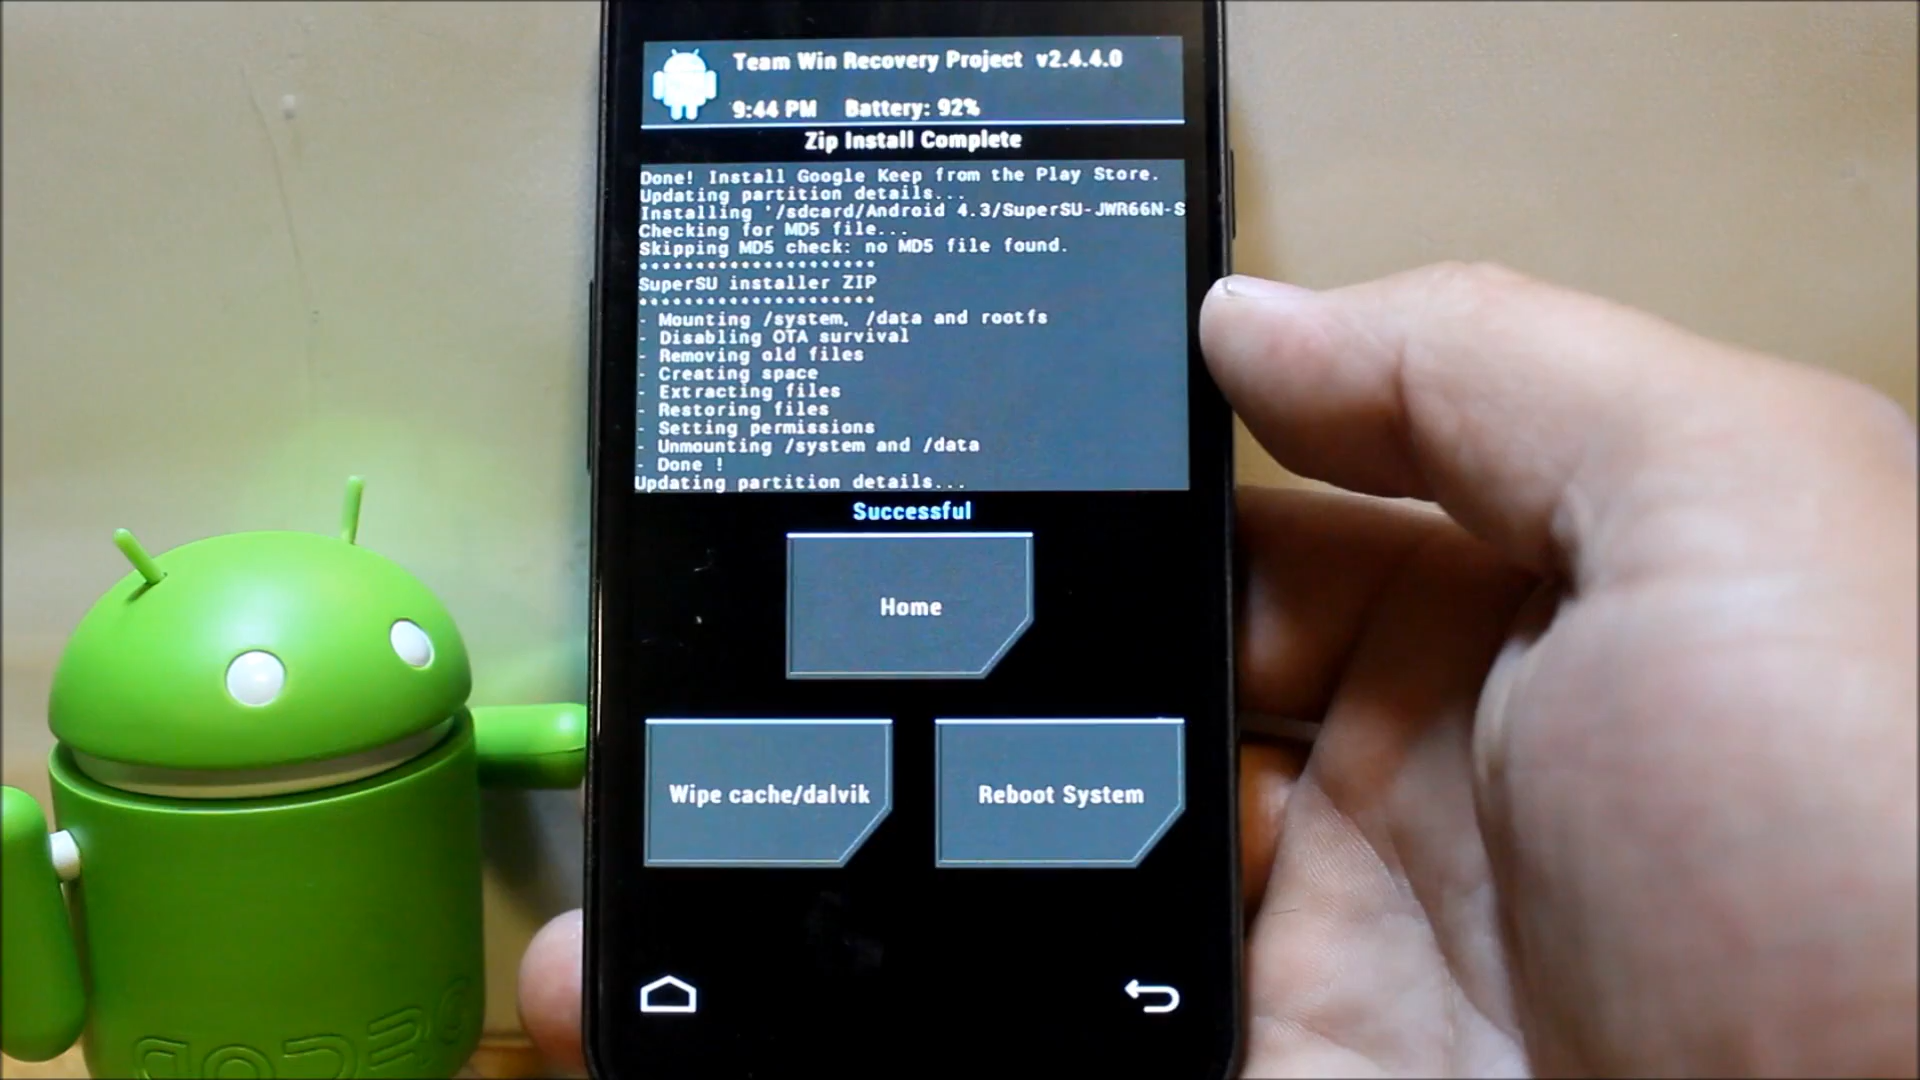 Team Win Recovery Project v2.4.4.0
9:44 PM Battery: 92%
Zip Install Complete
Done! Install Google Keep from the Play Store.
Updating partition details...
Installing '/sdcard/Android 4.3/SuperSU-JWR66N-S
Checking for MD5 file...
Skipping MD5 check: no MD5 file found.
*********************
SuperSU installer ZIP
*********************
- Mounting /system, /data and rootfs
- Disabling OTA survival
- Removing old files
- Creating space
- Extracting files
- Restoring files
- Setting permissions
- Unmounting /system and /data
- Done !
Updating partition details...
Successful
Home
Wipe cache/dalvik
Reboot System